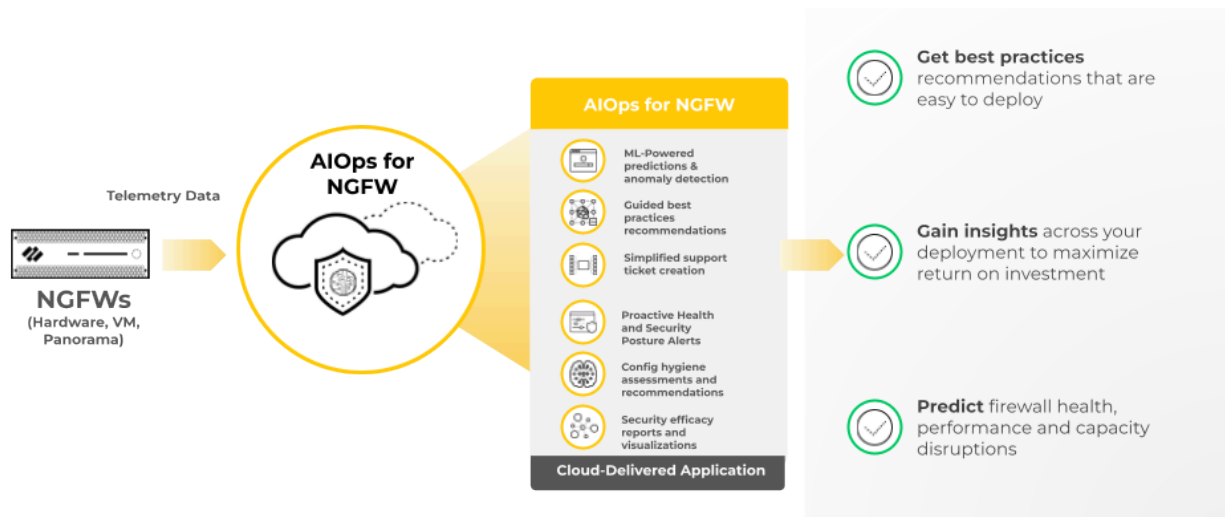 Telemetry Data
NGFWs
(Hardware, VM,
Panorama)
AIOps for
NGFW
AIOps for NGFW
ML-Powered
predictions &
anomaly detection
Guided best
practices
recommendations
Simplified support
ticket creation
Proactive Health
and Security
Posture Alerts
Config hygiene
assessments and
recommendations
Security efficacy
reports and
visualizations
Cloud-Delivered Application
Get best practices
recommendations that are
easy to deploy
Gain insights across your
deployment to maximize
return on investment
Predict firewall health,
performance and capacity
disruptions